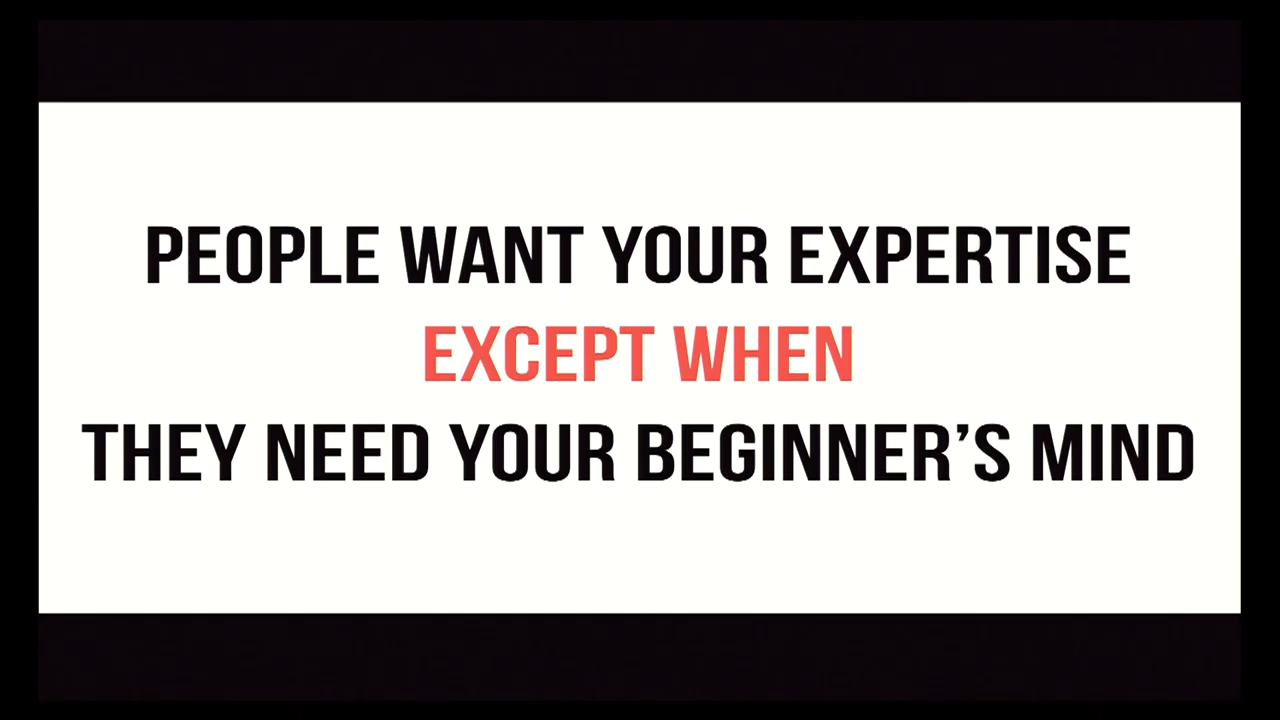 PEOPLE WANT YOUR EXPERTISE
EXCEPT WHEN
THEY NEED YOUR BEGINNER’S MIND